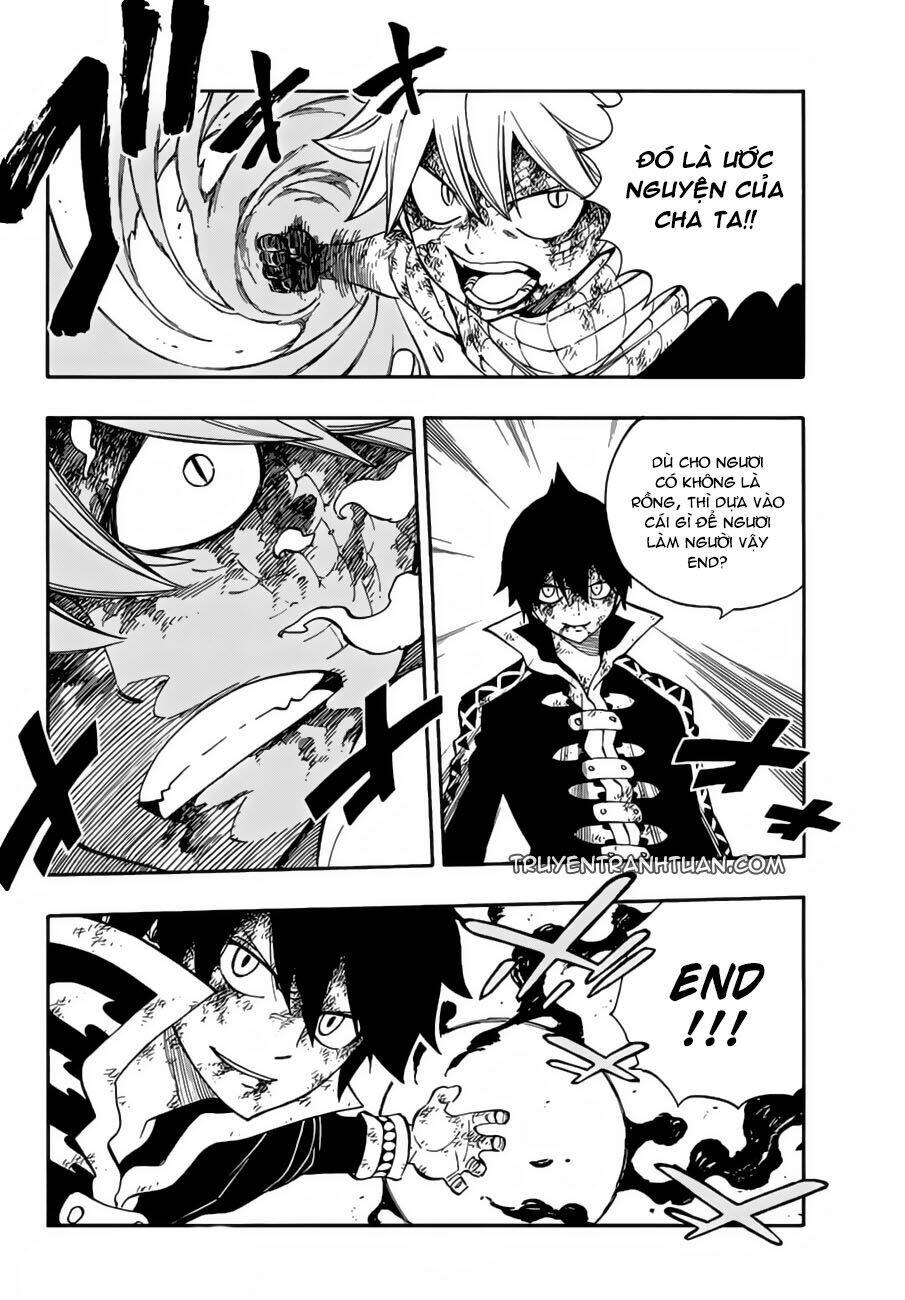 ĐÓ LÀ ƯỚC
NGUYỆN CỦA
CHA TA!!
DÙ CHO NGƯƠI
CÓ KHÔNG LÀ
RỒNG, THÌ DỰA VÀO
CÁI GÌ ĐỂ NGƯƠI
LÀM NGƯỜI VẬY
END?
TRUYENTRANHTUAN.COM
END
!!!